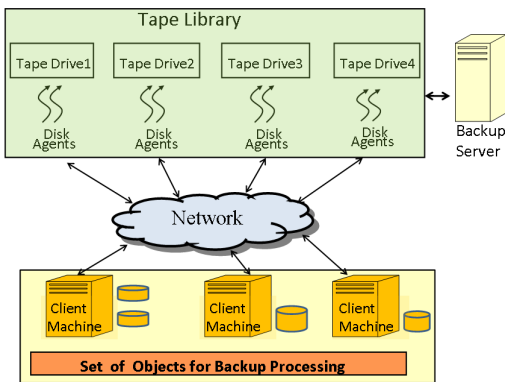 Tape Library
Tape Drive1
Tape Drive2
Tape Drive3
Tape Drive4
Disk
Agents
Disk
Agents
Disk
Agents
Disk
Agents
Backup
Server
Network
Client
Machine
Client
Machine
Client
Machine
Set of Objects for Backup Processing